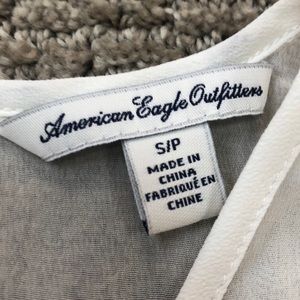 American Eagle Outfitters
S/P
MADE IN
CHINA
FABRIQUÉ EN
CHINE